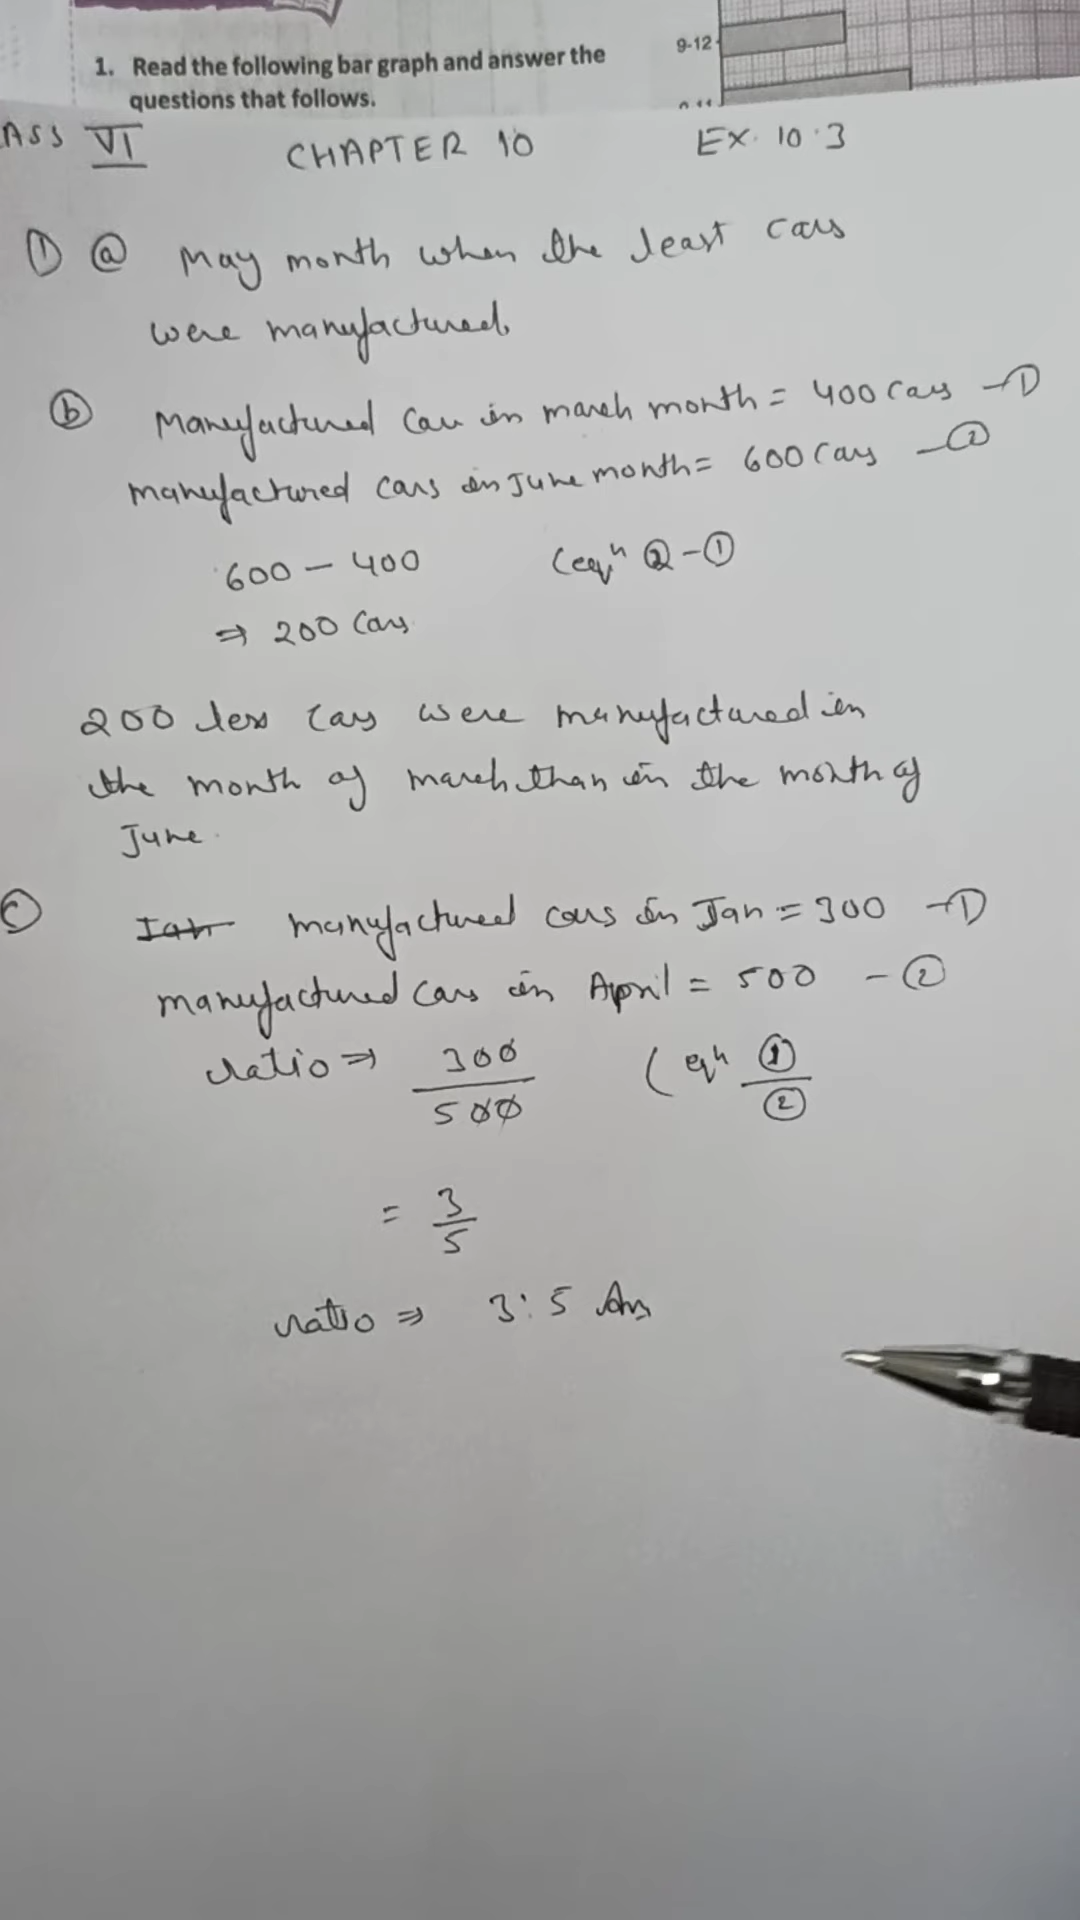 9-12
1. Read the following bar graph and answer the
questions that follows.
ASS VI CHAPTER 10 EX. 10.3
① ⓐ May month when the least cars
were manufactured.
ⓑ Manufactured Car in march month = 400 cars —①
manufactured cars in June month = 600 cars —②
600 — 400 (eqⁿ ② - ①
⇒ 200 Cars.
200 less cars were manufactured in
the month of march than in the month of
June.
ⓒ manufactured cars in Jan = 300 —①
manufactured cars in April = 500 - ②
ratio ⇒ 300/500 (eqⁿ ①/②
= 3/5
ratio ⇒ 3:5 Ans